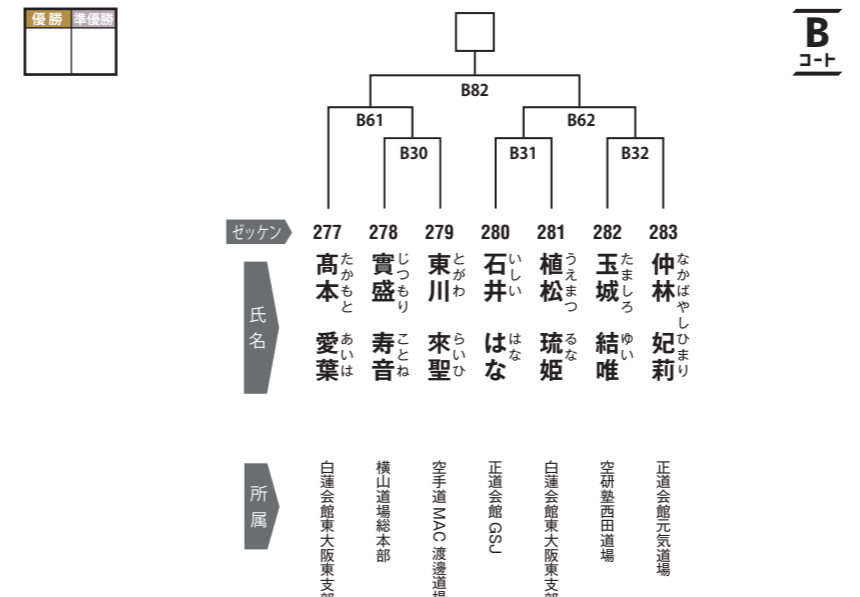 優勝 準優勝
B
コート
B82
B61 B62
B30 B31 B32
ゼッケン 277 278 279 280 281 282 283
氏名
髙本 愛葉
たかもと あいは
實盛 寿音
じつもり ことね
東川 來聖
とがわ らいひ
石井 はな
いしい はな
植松 琉姫
うえまつ るな
玉城 結唯
たましろ ゆい
仲林 妃莉
なかばやし ひまり
所属
白蓮会館東大阪東支部
横山道場総本部
空手道 MAC 渡邊道場
正道会館 GSJ
白蓮会館東大阪東支部
空研塾西田道場
正道会館元気道場